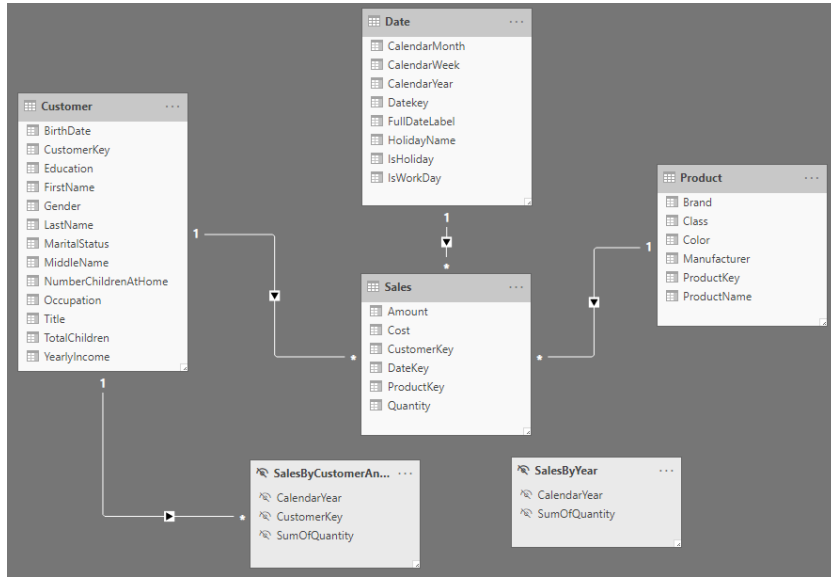 Date
CalendarMonth
CalendarWeek
CalendarYear
Datekey
FullDateLabel
HolidayName
IsHoliday
IsWorkDay
1
*
Customer
BirthDate
CustomerKey
Education
FirstName
Gender
LastName
MaritalStatus
MiddleName
NumberChildrenAtHome
Occupation
Title
TotalChildren
YearlyIncome
1
*
1
*
Product
Brand
Class
Color
Manufacturer
ProductKey
ProductName
1
*
Sales
Amount
Cost
CustomerKey
DateKey
ProductKey
Quantity
SalesByCustomerAn...
CalendarYear
CustomerKey
SumOfQuantity
SalesByYear
CalendarYear
SumOfQuantity